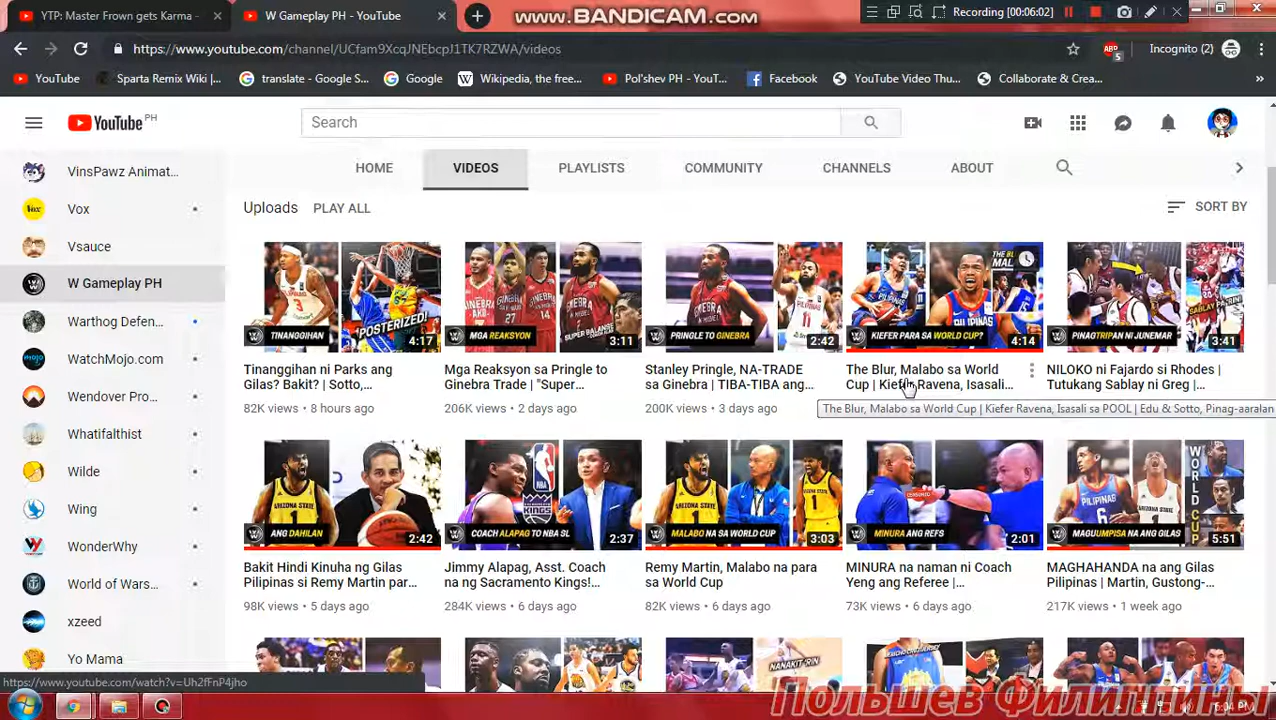 YTP: Master Frown gets Karma -
W Gameplay PH - YouTube
www.BANDICAM.com
Recording [00:06:02]
https://www.youtube.com/channel/UCfam9XcqJNEbcpJ1TK7RZWA/videos
ABP
5
Incognito (2)
YouTube
Sparta Remix Wiki |...
translate - Google S...
Google
Wikipedia, the free...
Pol'shev PH - YouT...
Facebook
YouTube Video Thu...
Collaborate & Crea...
YouTube PH
Search
HOME
VIDEOS
PLAYLISTS
COMMUNITY
CHANNELS
ABOUT
VinsPawz Animat...
Vox
Vsauce
W Gameplay PH
Warthog Defen...
WatchMojo.com
Wendover Pro...
Whatifalthist
Wilde
Wing
WonderWhy
World of Wars...
xzeed
Yo Mama
Uploads
PLAY ALL
SORT BY
POSTERIZED!
TINANGGIHAN
4:17
Tinanggihan ni Parks ang
Gilas? Bakit? | Sotto,...
82K views • 8 hours ago
SUPER BALANSE
MGA REAKSYON
3:11
Mga Reaksyon sa Pringle to
Ginebra Trade | "Super...
206K views • 2 days ago
PRINGLE TO GINEBRA
2:42
Stanley Pringle, NA-TRADE
sa Ginebra | TIBA-TIBA ang...
200K views • 3 days ago
KIEFER PARA SA WORLD CUP?
4:14
The Blur, Malabo sa World
Cup | Kiefer Ravena, Isasali...
The Blur, Malabo sa World Cup | Kiefer Ravena, Isasali sa POOL | Edu & Sotto, Pinag-aaralan
PINAGTRIPAN NI JUNEMAR
3:41
NILOKO ni Fajardo si Rhodes |
Tutukang Sablay ni Greg |...
ANG DAHILAN
2:42
Bakit Hindi Kinuha ng Gilas
Pilipinas si Remy Martin par...
98K views • 5 days ago
COACH ALAPAG TO NBA SL
2:37
Jimmy Alapag, Asst. Coach
na ng Sacramento Kings!...
284K views • 6 days ago
MALABO NA SA WORLD CUP
3:03
Remy Martin, Malabo na para
sa World Cup
82K views • 6 days ago
CENSORED
MINURA ANG REFS
2:01
MINURA na naman ni Coach
Yeng ang Referee |...
73K views • 6 days ago
WORLD CUP
MAGUUMPISA NA ANG GILAS
5:51
MAGHAHANDA na ang Gilas
Pilipinas | Martin, Gustong-...
217K views • 1 week ago
https://www.youtube.com/watch?v=Uh2fFnP4jho
Польшев Филиппины
6:04 PM